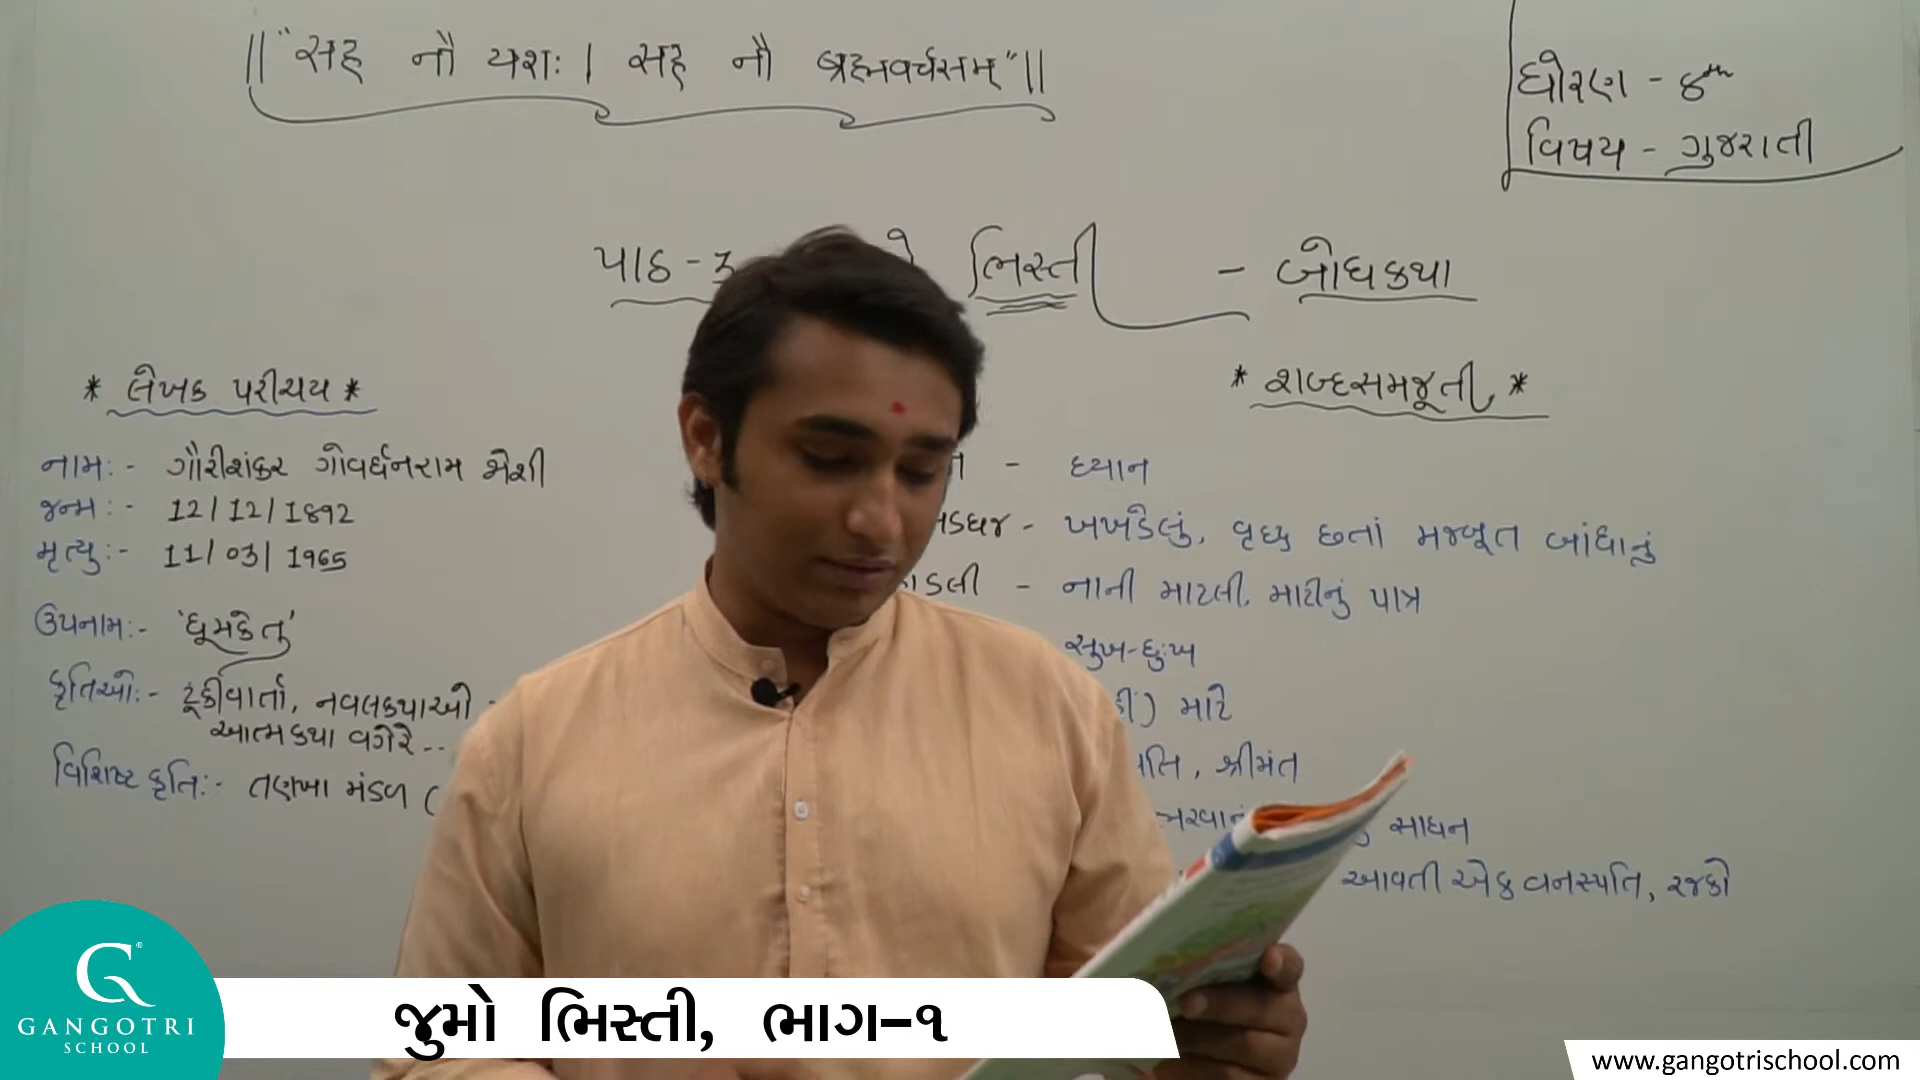 ||"સહ નૌ યશઃ | સહ નૌ બ્રહ્મવર્ચસમ્"||
ધોરણ - ૬th
વિષય - ગુજરાતી
પાઠ - ૩ ભિસ્તી - બોધકથા
* લેખક પરીચય *
નામઃ- ગૌરીશંકર ગોવર્ધનરામ જોશી
જન્મઃ- 12/12/1892
મૃત્યુઃ- 11/03/1965
ઉપનામઃ- 'ધૂમકેતુ'
કૃતિઓઃ- ટૂંકીવાર્તા, નવલકથાઓ
આત્મકથા વગેરે...
વિશિષ્ટ કૃતિઃ- તણખા મંડળ (
* શબ્દસમજૂતી *
- ધ્યાન
- ખખડેલું, વૃદ્ધ છતાં મજબૂત બાંધાનું
- નાની માટલી, માટીનું પાત્ર
સુખ-દુઃખ
માટે
, શ્રીમંત
સાધન
આવતી એક વનસ્પતિ, રજકો
જુમો ભિસ્તી, ભાગ-૧
GANGOTRI
SCHOOL
www.gangotrischool.com